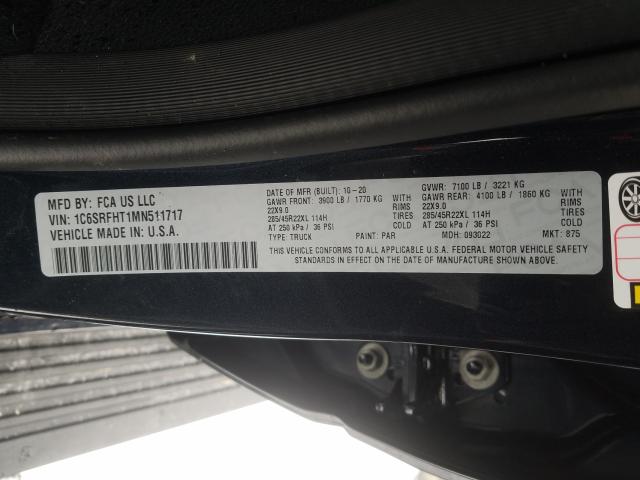 MFD BY: FCA US LLC
VIN: 1C6SRFHT1MN511717
VEHICLE MADE IN: U.S.A.
DATE OF MFR (BUILT): 10-20
GAWR FRONT: 3900 LB / 1770 KG WITH
22X9.0 RIMS
285/45R22XL 114H TIRES
AT 250 kPa / 36 PSI COLD
TYPE: TRUCK PAINT: PAR
GVWR: 7100 LB / 3221 KG
GAWR REAR: 4100 LB / 1860 KG WITH
22X9.0 RIMS
285/45R22XL 114H TIRES
AT 250 kPa / 36 PSI COLD
MDH: 093022 MKT: 875
THIS VEHICLE CONFORMS TO ALL APPLICABLE U.S.A. FEDERAL MOTOR VEHICLE SAFETY
STANDARDS IN EFFECT ON THE DATE OF MANUFACTURE SHOWN ABOVE.